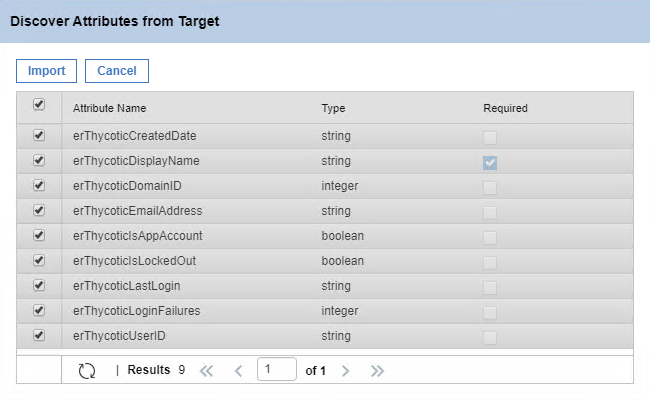 Discover Attributes from Target
Import Cancel
Attribute Name Type Required
erThycoticCreatedDate string
erThycoticDisplayName string
erThycoticDomainID integer
erThycoticEmailAddress string
erThycoticIsAppAccount boolean
erThycoticIsLockedOut boolean
erThycoticLastLogin string
erThycoticLoginFailures integer
erThycoticUserID string
| Results 9 1 of 1